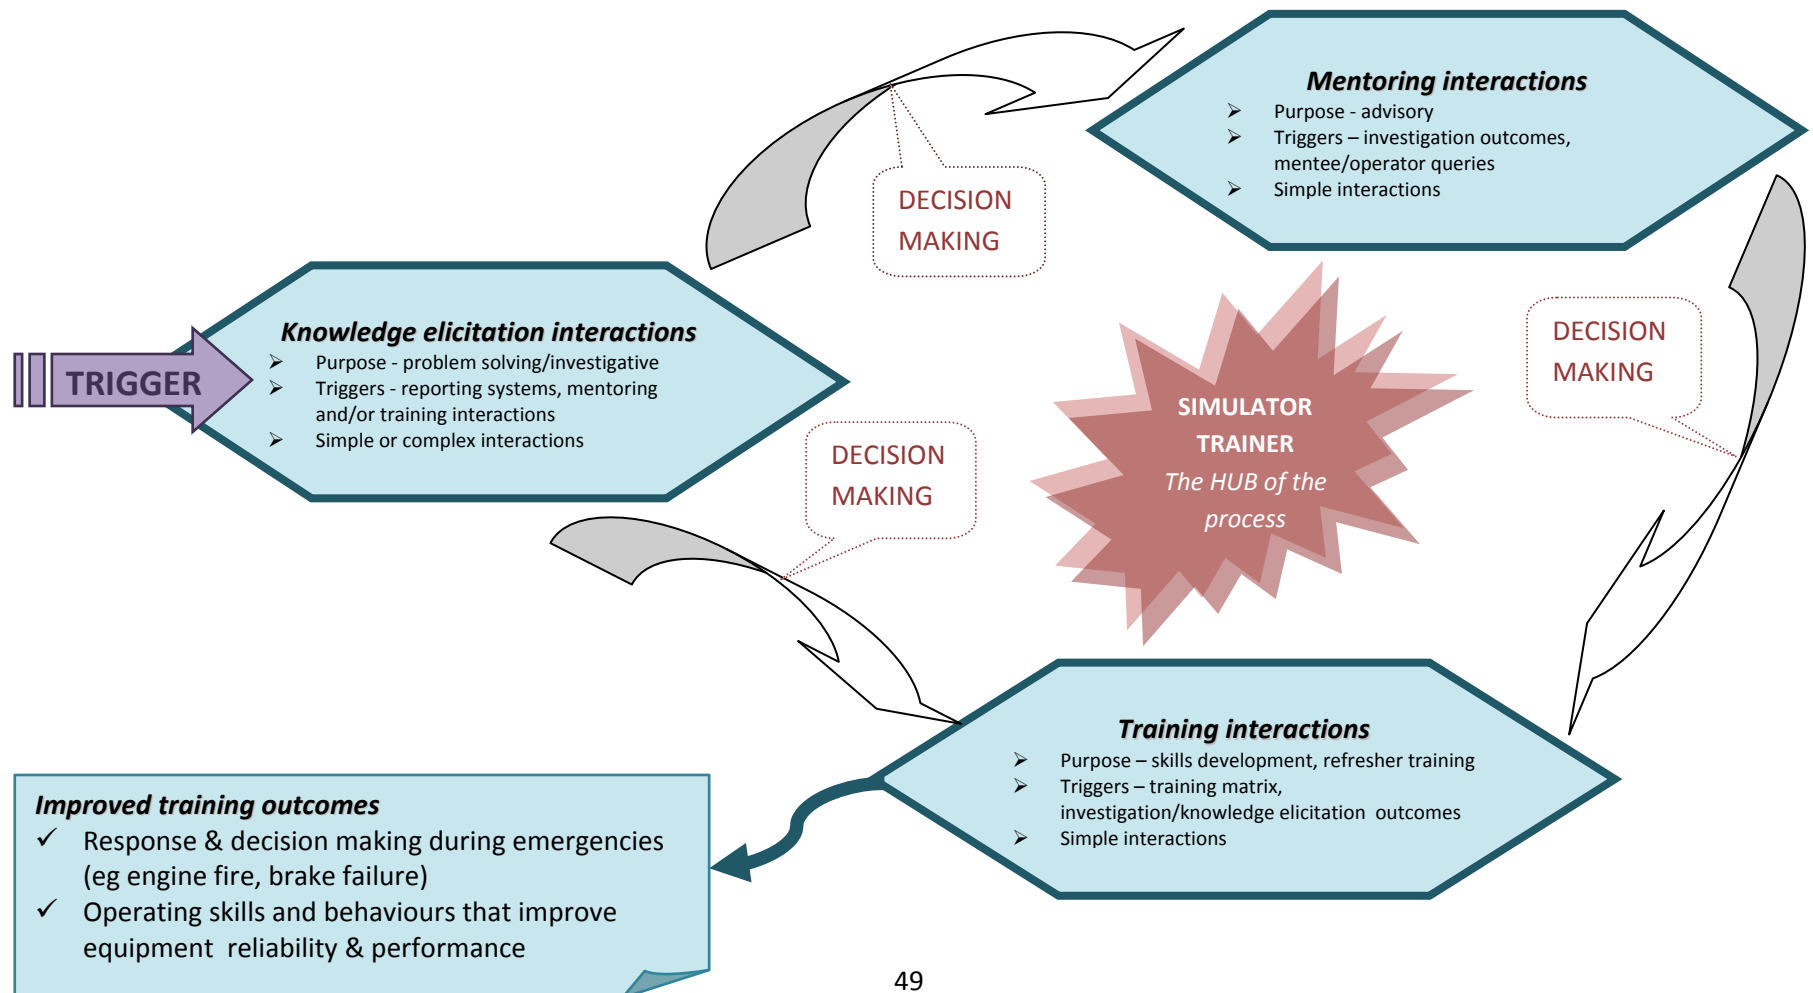 Mentoring interactions
➢ Purpose - advisory
➢ Triggers – investigation outcomes,
mentee/operator queries
➢ Simple interactions
DECISION
MAKING
Knowledge elicitation interactions
➢ Purpose - problem solving/investigative
➢ Triggers - reporting systems, mentoring
and/or training interactions
➢ Simple or complex interactions
TRIGGER
DECISION
MAKING
SIMULATOR
TRAINER
The HUB of the
process
DECISION
MAKING
Training interactions
➢ Purpose – skills development, refresher training
➢ Triggers – training matrix,
investigation/knowledge elicitation outcomes
➢ Simple interactions
Improved training outcomes
✓ Response & decision making during emergencies
(eg engine fire, brake failure)
✓ Operating skills and behaviours that improve
equipment reliability & performance
49